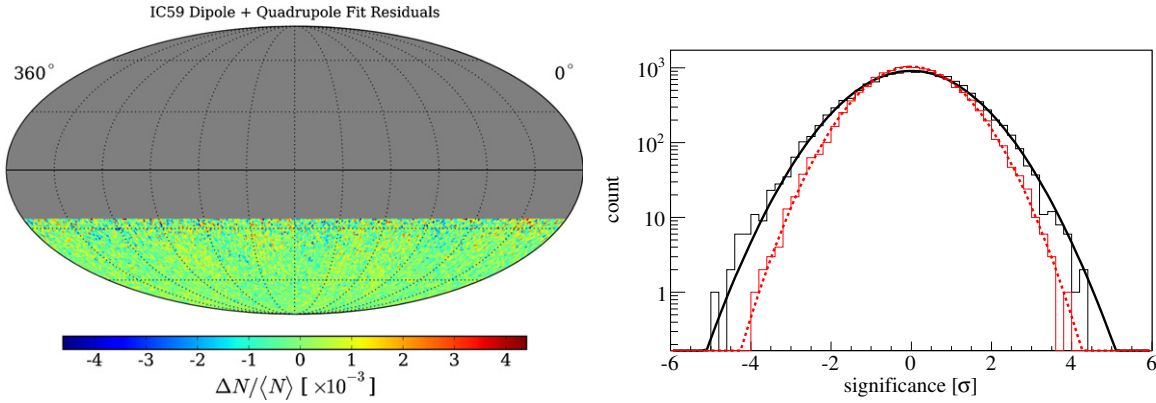 IC59 Dipole + Quadrupole Fit Residuals
360°
0°
-4 -3 -2 -1 0 1 2 3 4
ΔN/⟨N⟩ [ ×10⁻³ ]
10³
10²
10
1
count
-6 -4 -2 0 2 4 6
significance [σ]